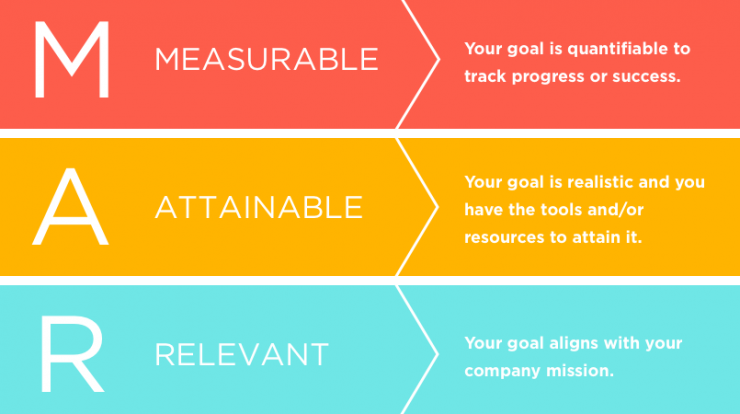 M
MEASURABLE
Your goal is quantifiable to
track progress or success.
A
ATTAINABLE
Your goal is realistic and you
have the tools and/or
resources to attain it.
R
RELEVANT
Your goal aligns with your
company mission.